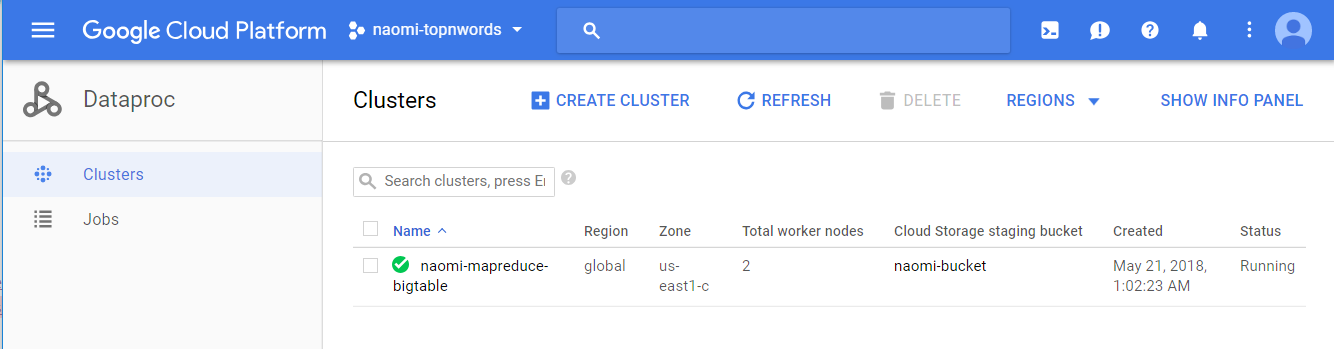 Google Cloud Platform naomi-topnwords
Dataproc
Clusters
Jobs
Clusters CREATE CLUSTER REFRESH DELETE REGIONS SHOW INFO PANEL
Search clusters, press En
Name Region Zone Total worker nodes Cloud Storage staging bucket Created Status
naomi-mapreduce- global us- 2 naomi-bucket May 21, 2018, Running
bigtable east1-c 1:02:23 AM